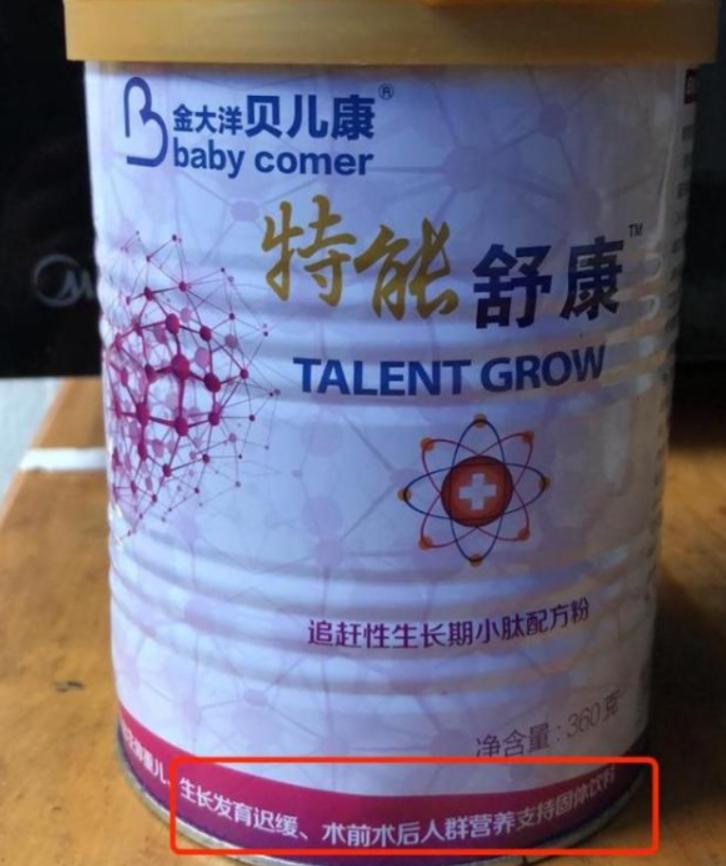 金大洋贝儿康®
baby comer
特能舒康™
TALENT GROW
追赶性生长期小肽配方粉
净含量:360克
生长发育迟缓、术前术后人群营养支持固体饮料